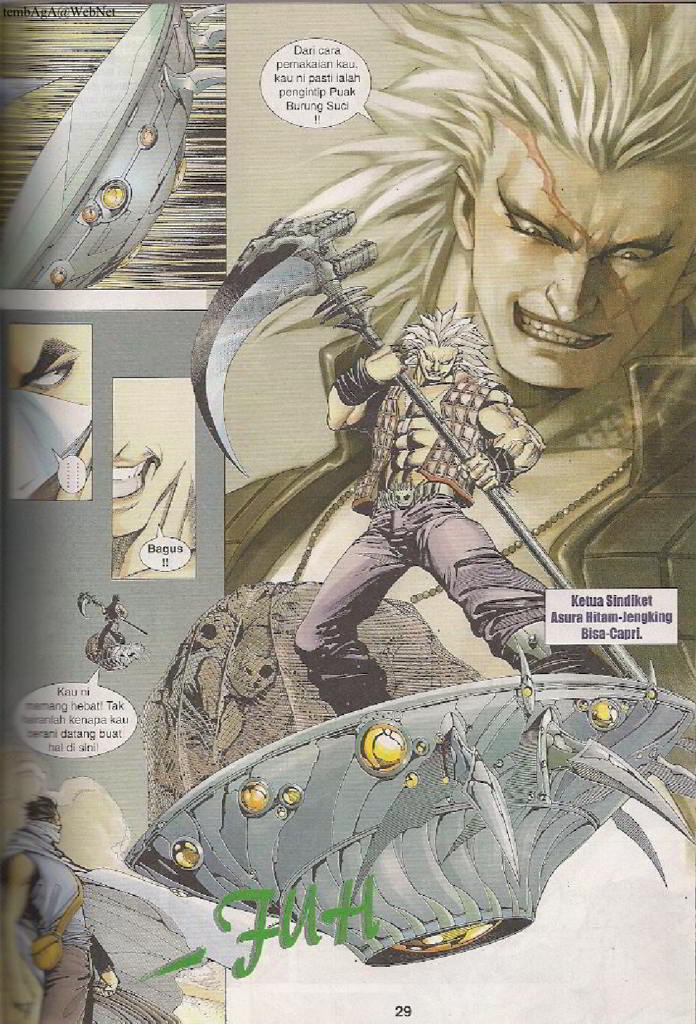 tembAgA@WebNet
Dari cara
pemakaian kau,
kau ni pasti ialah
pengintip Puak
Burung Suci
!!
Bagus
!!
Ketua Sindiket
Asura Hitam-Jengking
Bisa-Capri.
Kau ni
memang hebat! Tak
hairanlah kenapa kau
berani datang buat
hal di sini!
FUH
29